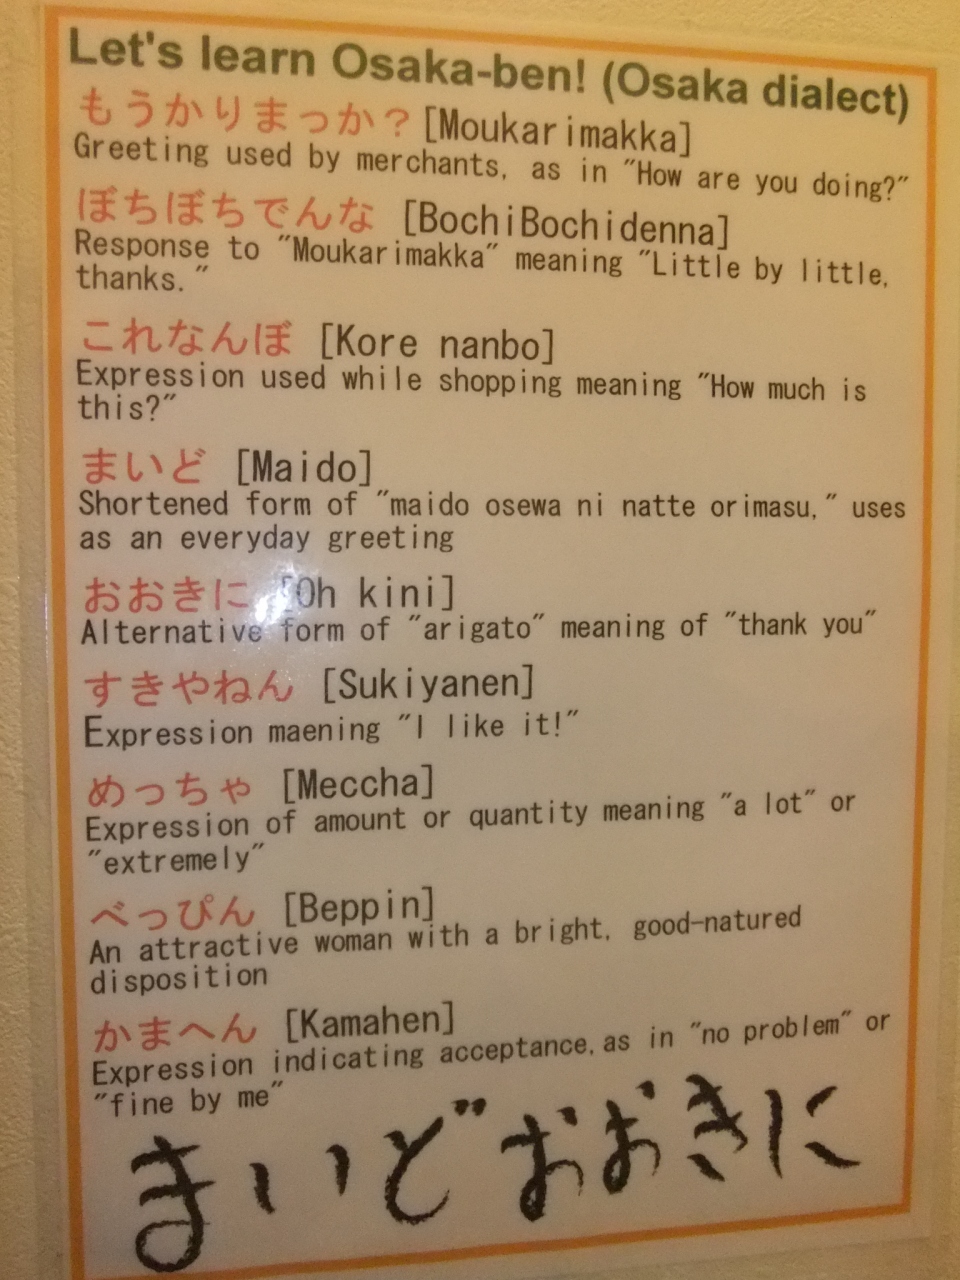 Let's learn Osaka-ben! (Osaka dialect)
もうかりまっか？[Moukarimakka]
Greeting used by merchants, as in "How are you doing?"
ぼちぼちでんな [BochiBochidenna]
Response to "Moukarimakka" meaning "Little by little,
thanks."
これなんぼ [Kore nanbo]
Expression used while shopping meaning "How much is
this?"
まいど [Maido]
Shortened form of "maido osewa ni natte orimasu," uses
as an everyday greeting
おおきに [Oh kini]
Alternative form of "arigato" meaning of "thank you"
すきやねん [Sukiyanen]
Expression maening "I like it!"
めっちゃ [Meccha]
Expression of amount or quantity meaning "a lot" or
"extremely"
べっぴん [Beppin]
An attractive woman with a bright, good-natured
disposition
かまへん [Kamahen]
Expression indicating acceptance,as in "no problem" or
"fine by me"
まいどおおきに